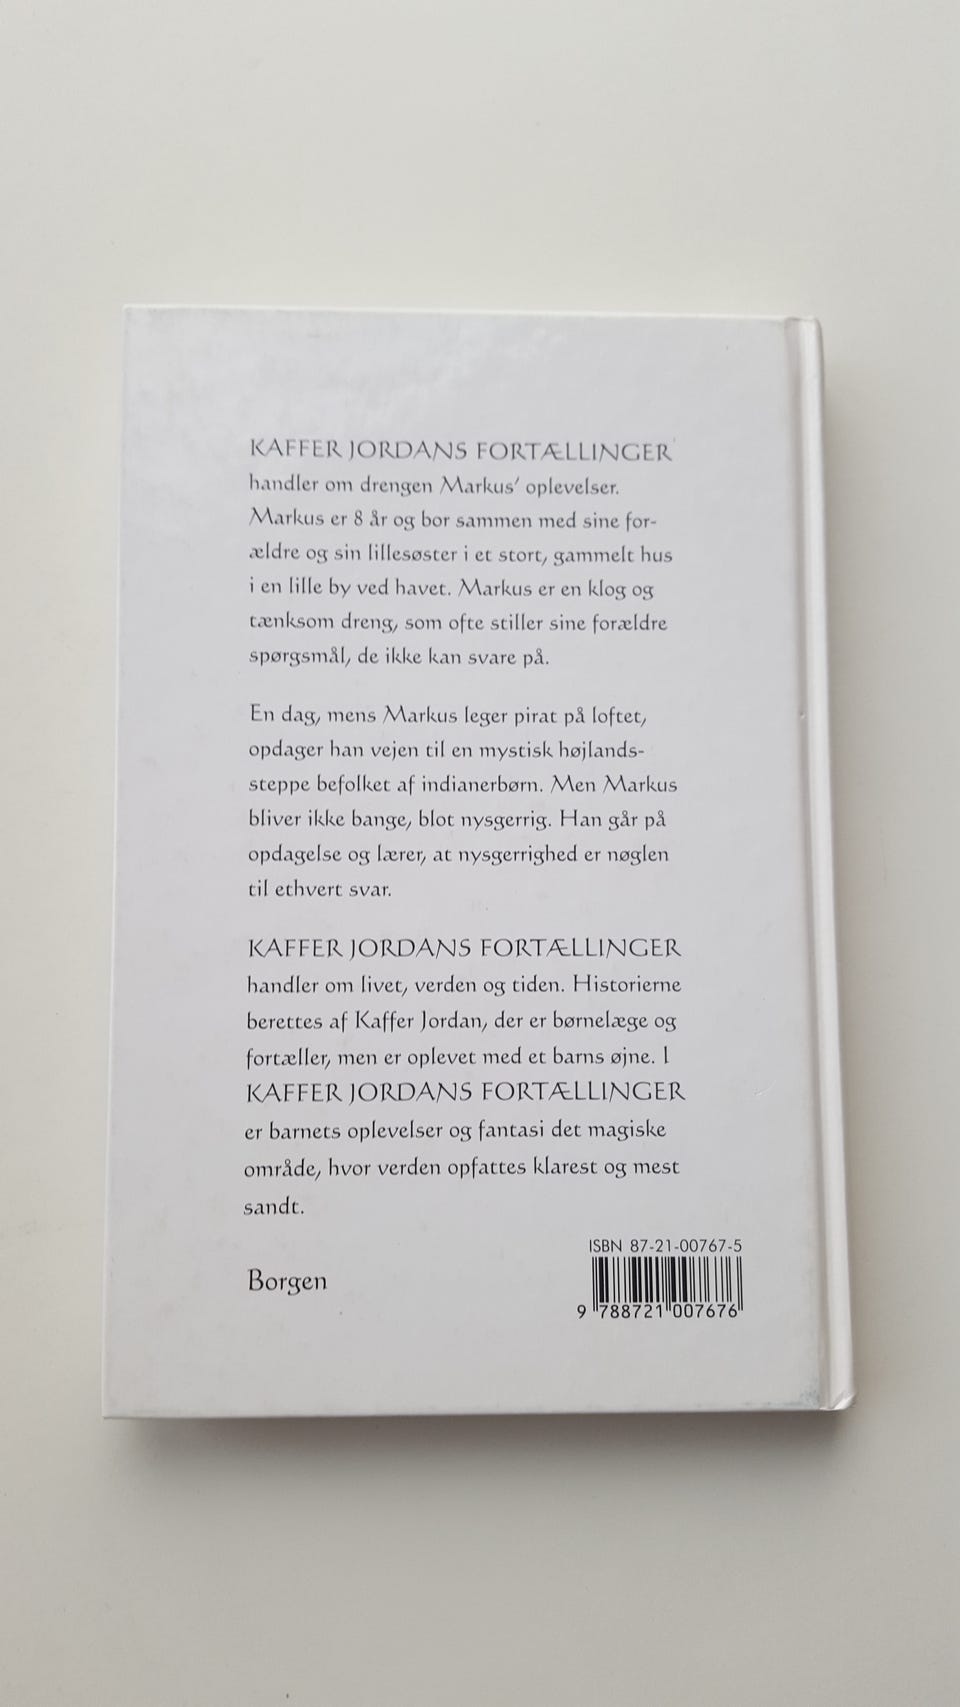 KAFFER JORDANS FORTÆLLINGER
handler om drengen Markus' oplevelser.
Markus er 8 år og bor sammen med sine for-
ældre og sin lillesøster i et stort, gammelt hus
i en lille by ved havet. Markus er en klog og
tænksom dreng, som ofte stiller sine forældre
spørgsmål, de ikke kan svare på.
En dag, mens Markus leger pirat på loftet,
opdager han vejen til en mystisk højlands-
steppe befolket af indianerbørn. Men Markus
bliver ikke bange, blot nysgerrig. Han går på
opdagelse og lærer, at nysgerrighed er nøglen
til ethvert svar.
KAFFER JORDANS FORTÆLLINGER
handler om livet, verden og tiden. Historierne
berettes af Kaffer Jordan, der er børnelæge og
fortæller, men er oplevet med et barns øjne. I
KAFFER JORDANS FORTÆLLINGER
er barnets oplevelser og fantasi det magiske
område, hvor verden opfattes klarest og mest
sandt.
Borgen
ISBN 87-21-00767-5
9 788721 007676